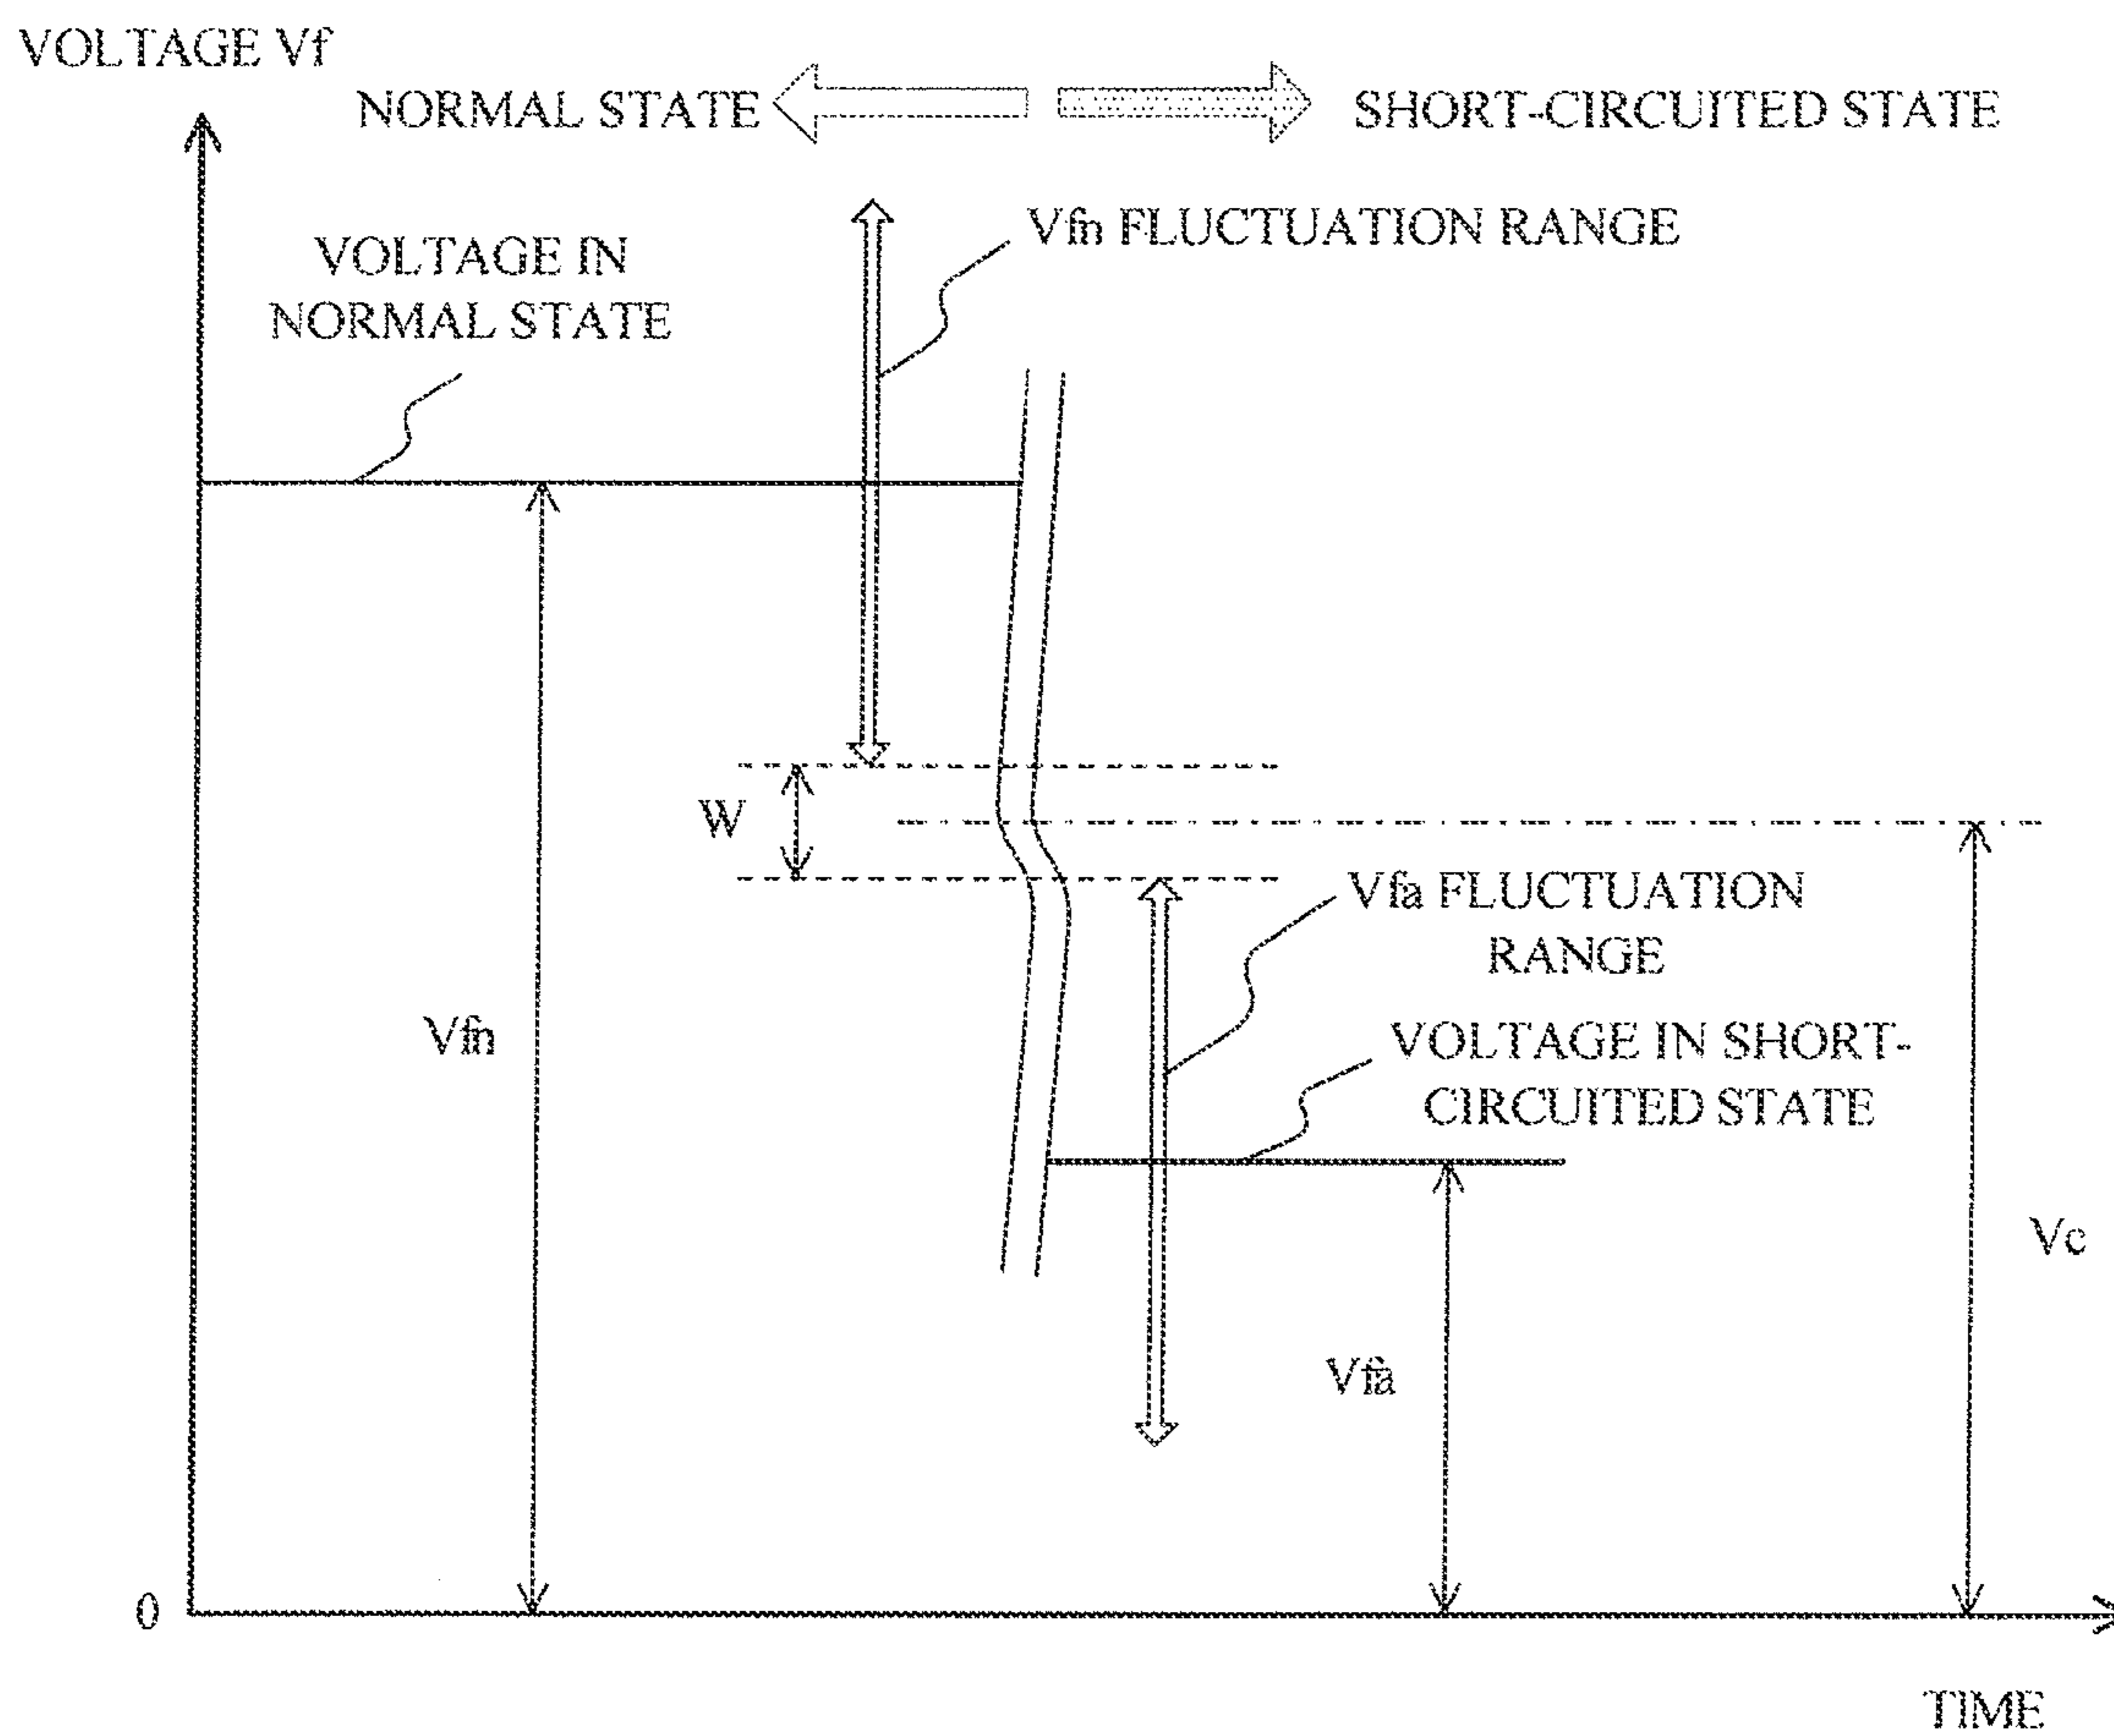 VOLTAGE Vf
NORMAL STATE
SHORT-CIRCUITED STATE
Vfn FLUCTUATION RANGE
VOLTAGE IN
NORMAL STATE
W
Vfa FLUCTUATION
RANGE
Vfn
VOLTAGE IN SHORT-
CIRCUITED STATE
Vc
Vfa
0
TIME